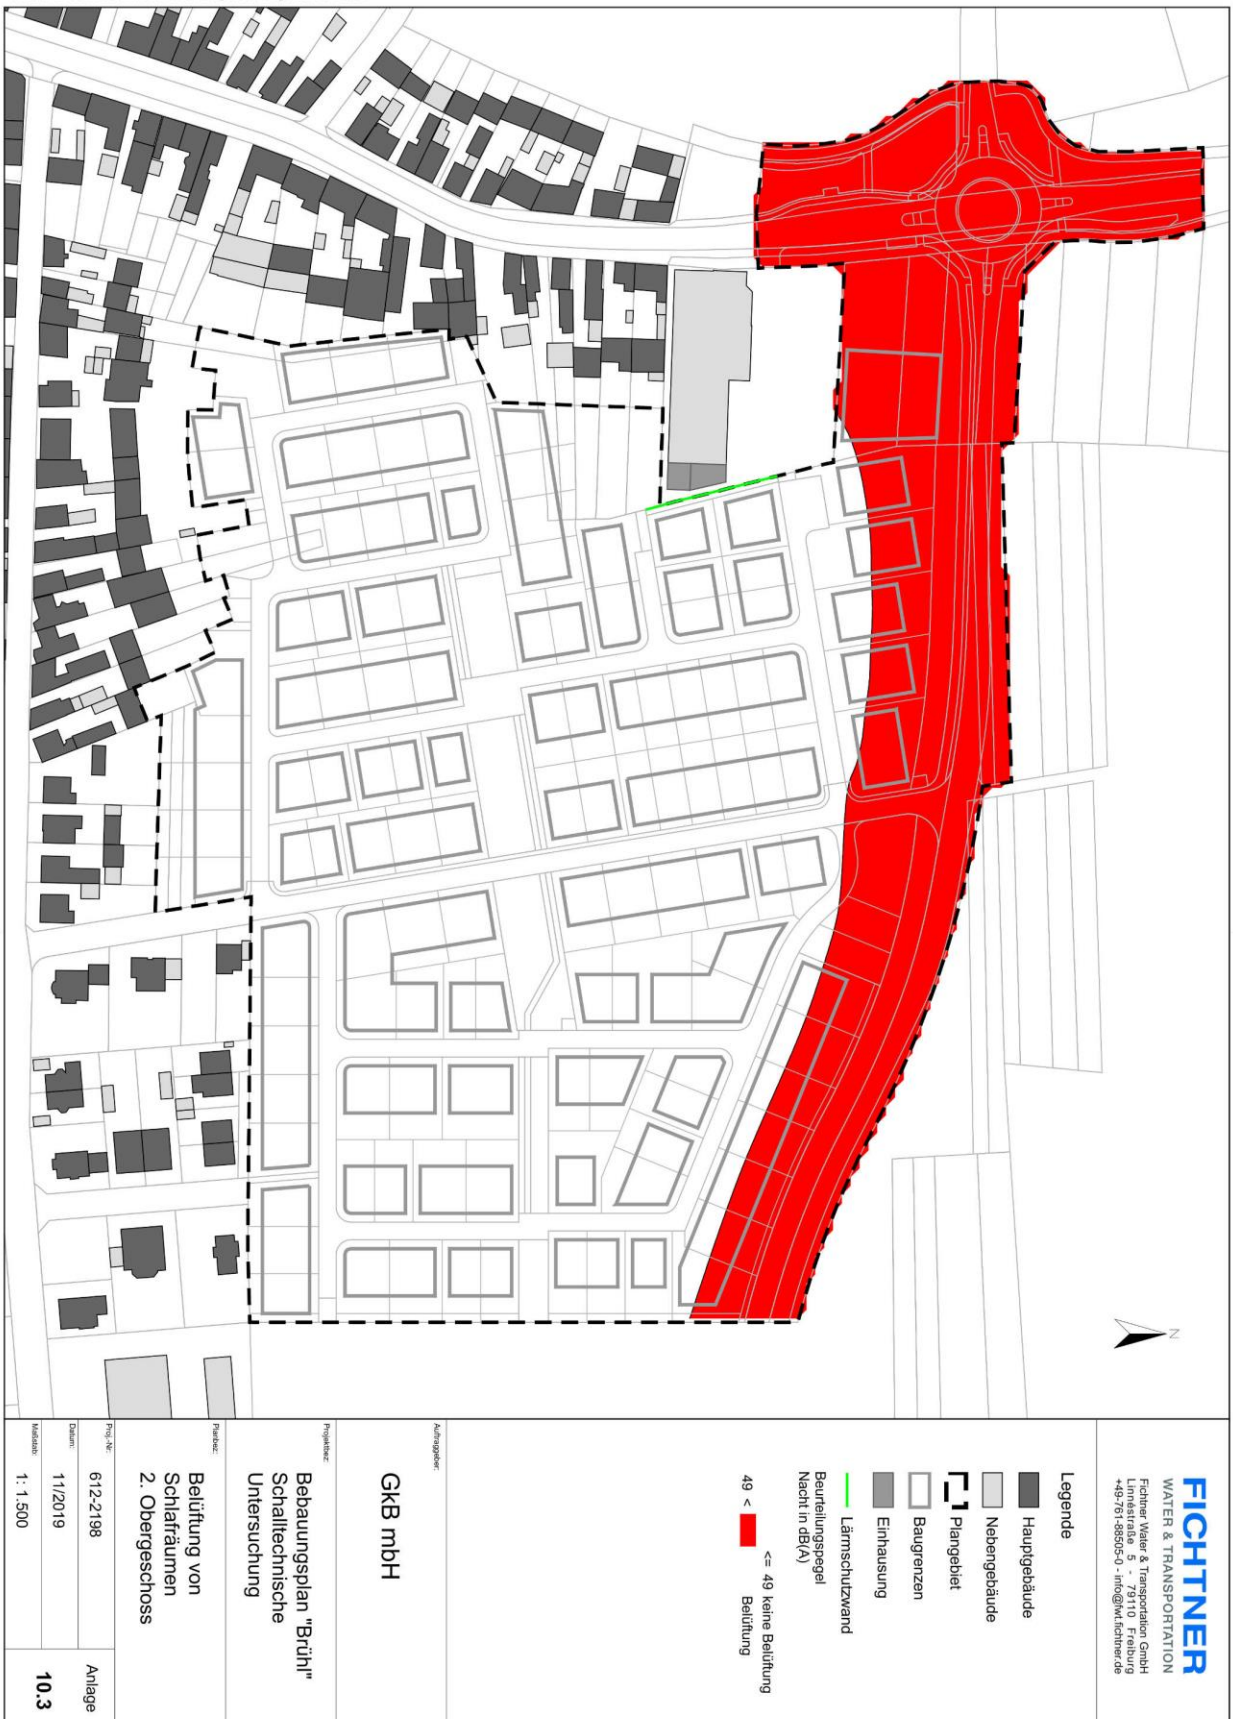 N
FICHTNER
WATER & TRANSPORTATION
Fichtner Water & Transportation GmbH
Linnéstraße 5 - 79110 Freiburg
+49-761-88505-0 - info@fwt.fichtner.de
Legende
Hauptgebäude
Nebengebäude
Plangebiet
Baugrenzen
Einhausung
Lärmschutzwand
Beurteilungspegel
Nacht in dB(A)
<= 49 keine Belüftung
49 < Belüftung
Auftraggeber:
GkB mbH
Projektbez:
Bebauungsplan "Brühl"
Schalltechnische
Untersuchung
Planbez:
Belüftung von
Schlafräumen
2. Obergeschoss
Proj.-Nr:
612-2198
Anlage
Datum:
11/2019
10.3
Maßstab:
1: 1.500